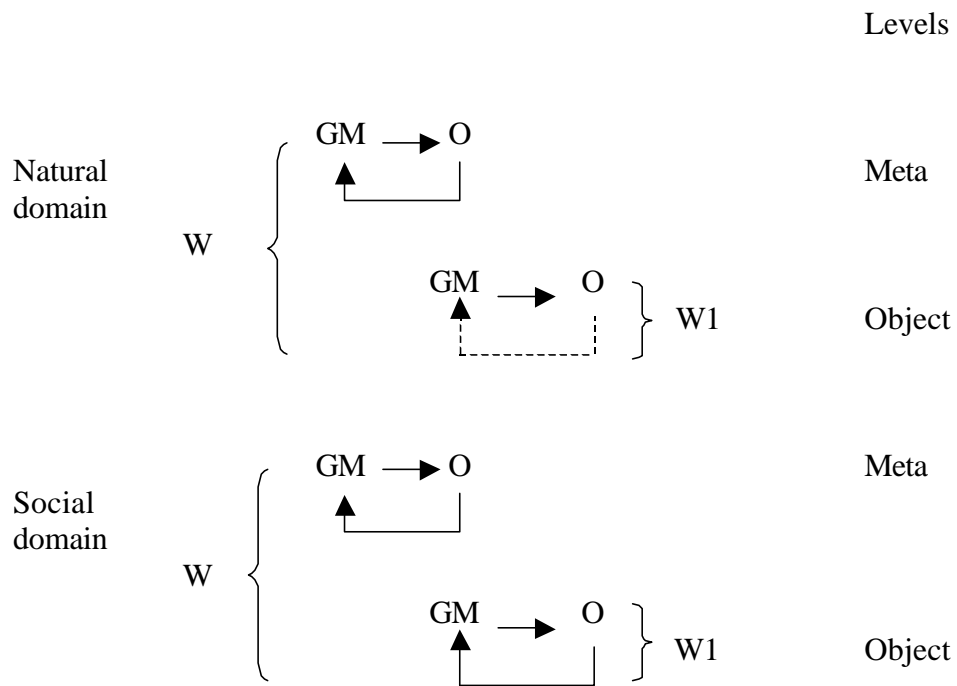 Levels
GM O
Natural
domain
Meta
W
GM O
W1
Object
GM O
Meta
Social
domain
W
GM O
W1
Object